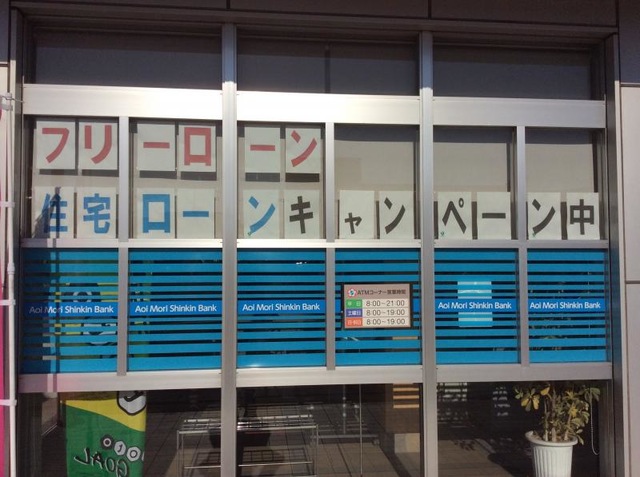 フリーローン
住宅ローンキャンペーン中
Aoi Mori Shinkin Bank Aoi Mori Shinkin Bank Aoi Mori Shinkin Bank Aoi Mori Shinkin Bank Aoi Mori Shinkin Bank
ATMコーナー営業時間
平日 8:00~21:00
土曜日 8:00~19:00
日・祝日 8:00~19:00
GOAL